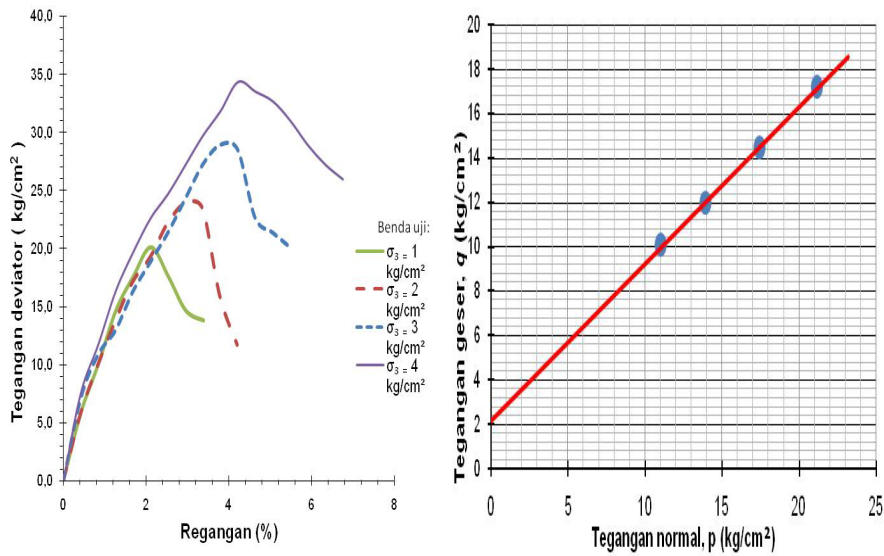 40,0
35,0
30,0
25,0
20,0
15,0
10,0
5,0
0,0
Tegangan deviator ( kg/cm² )
0
2
4
6
8
Regangan (%)
Benda uji:
σ₃ = 1
kg/cm²
σ₃ = 2
kg/cm²
σ₃ = 3
kg/cm²
σ₃ = 4
kg/cm²
20
18
16
14
12
10
8
6
4
2
0
Tegangan geser, q (kg/cm²)
0
5
10
15
20
25
Tegangan normal, p (kg/cm²)